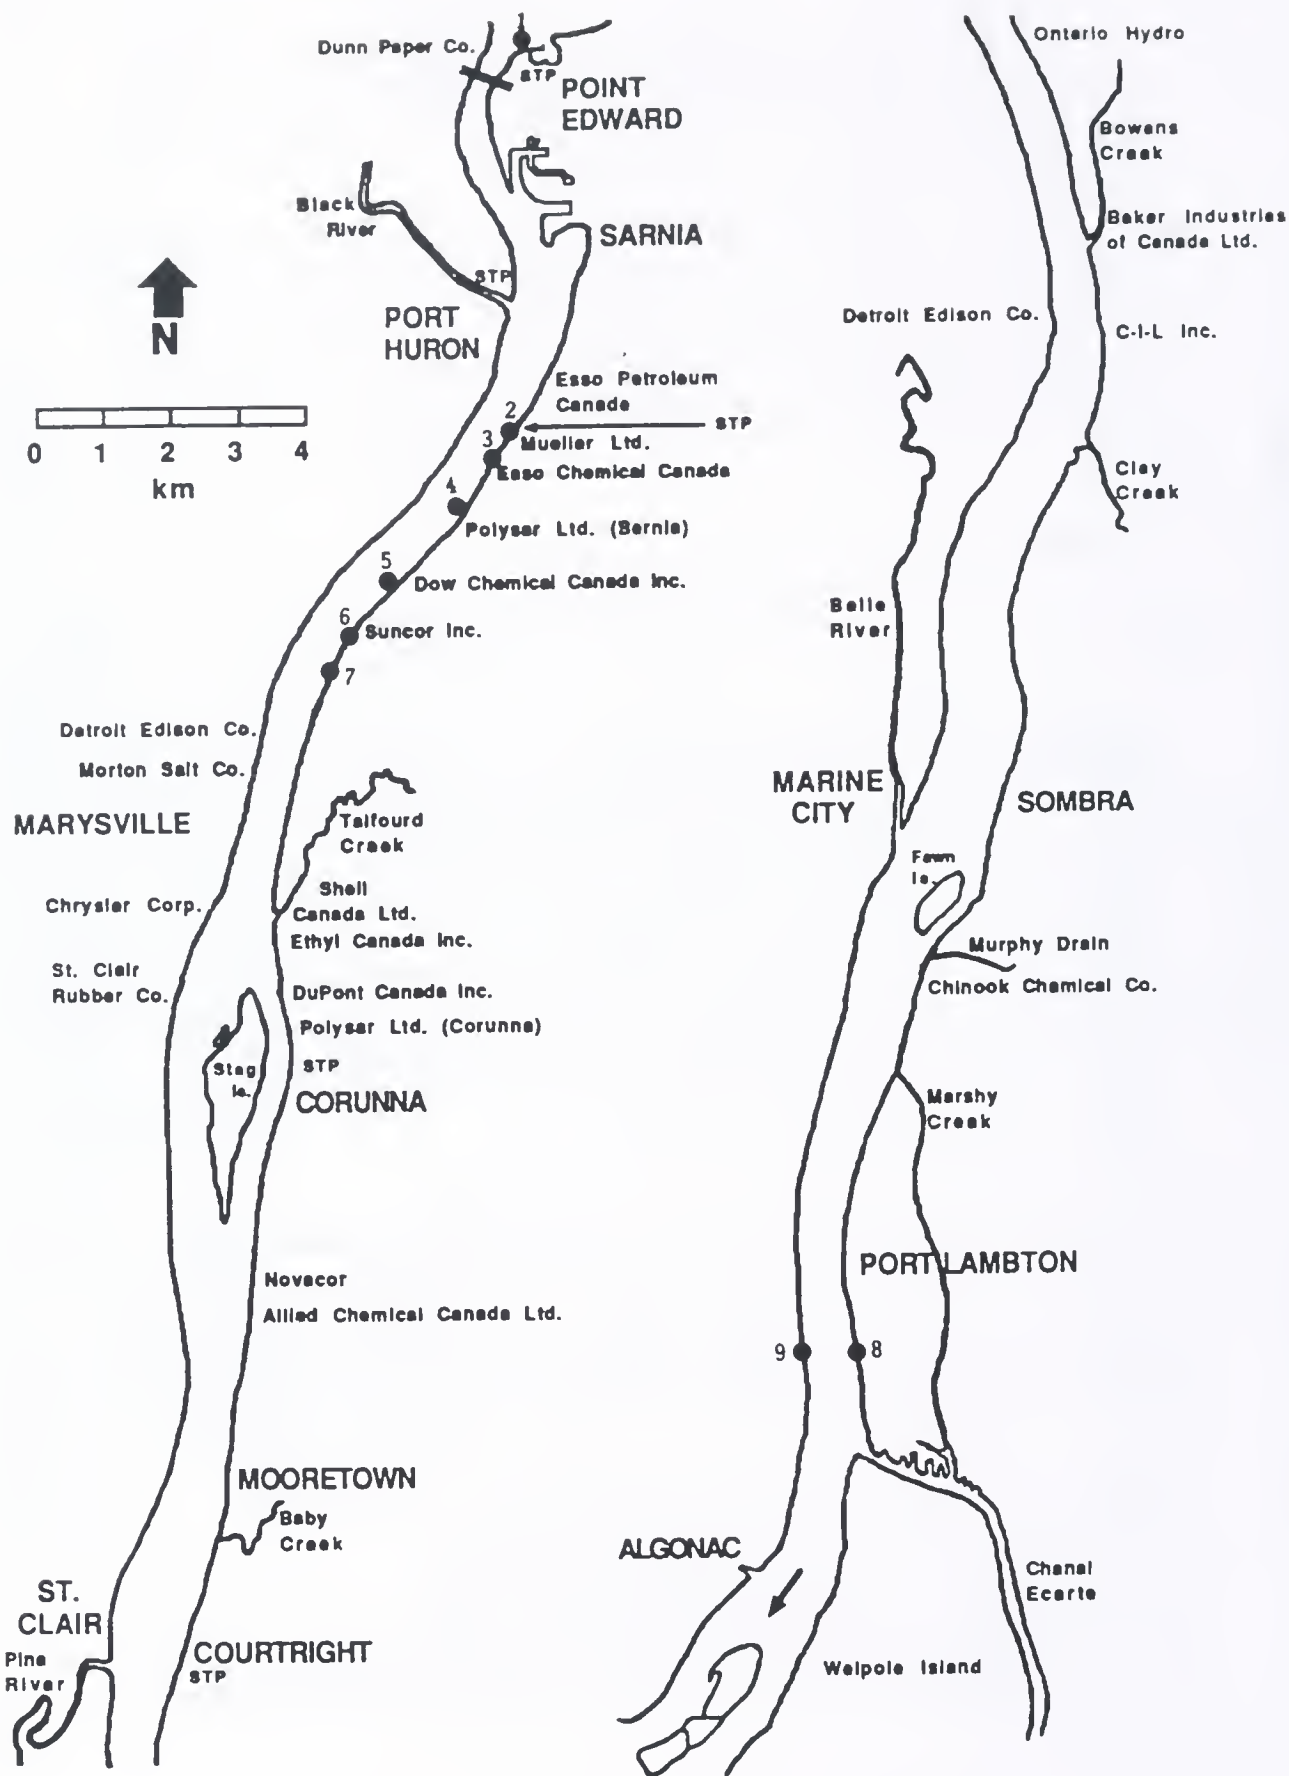 Dunn Paper Co.
STP
POINT
EDWARD
Black
River
SARNIA
STP
N
PORT
HURON
0 1 2 3 4
km
Esso Petroleum
Canada
2
STP
Mueller Ltd.
3
Esso Chemical Canada
4
Polysar Ltd. (Sarnia)
5
Dow Chemical Canada Inc.
6
Suncor Inc.
7
Detroit Edison Co.
Morton Salt Co.
MARYSVILLE
Talfourd
Creek
Chrysler Corp.
Shell
Canada Ltd.
Ethyl Canada Inc.
St. Clair
Rubber Co.
DuPont Canada Inc.
Polysar Ltd. (Corunna)
Stag
Is.
STP
CORUNNA
Novacor
Allied Chemical Canada Ltd.
MOORETOWN
Baby
Creek
ST.
CLAIR
Pine
River
COURTRIGHT
STP
Ontario Hydro
Bowens
Creek
Baker Industries
of Canada Ltd.
Detroit Edison Co.
C-I-L Inc.
Clay
Creek
Belle
River
MARINE
CITY
SOMBRA
Fawn
Is.
Murphy Drain
Chinook Chemical Co.
Marshy
Creek
PORT LAMBTON
9
8
ALGONAC
Chenal
Ecarte
Walpole Island